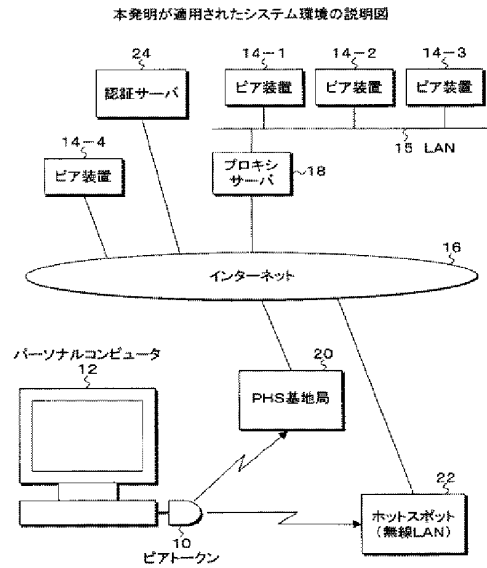 本発明が適用されたシステム環境の説明図
24
認証サーバ
14-1
ピア装置
14-2
ピア装置
14-3
ピア装置
15 LAN
14-4
ピア装置
プロキシ
サーバ
18
16
インターネット
パーソナルコンピュータ
12
20
PHS基地局
22
ホットスポット
(無線LAN)
10
ピアトークン